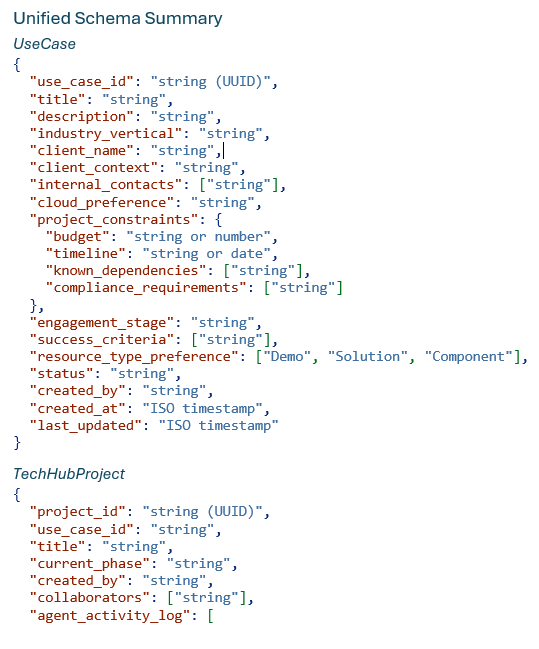 Unified Schema Summary
UseCase
{
"use_case_id": "string (UUID)",
"title": "string",
"description": "string",
"industry_vertical": "string",
"client_name": "string",
"client_context": "string",
"internal_contacts": ["string"],
"cloud_preference": "string",
"project_constraints": {
"budget": "string or number",
"timeline": "string or date",
"known_dependencies": ["string"],
"compliance_requirements": ["string"]
},
"engagement_stage": "string",
"success_criteria": ["string"],
"resource_type_preference": ["Demo", "Solution", "Component"],
"status": "string",
"created_by": "string",
"created_at": "ISO timestamp",
"last_updated": "ISO timestamp"
}
TechHubProject
{
"project_id": "string (UUID)",
"use_case_id": "string",
"title": "string",
"current_phase": "string",
"created_by": "string",
"collaborators": ["string"],
"agent_activity_log": [